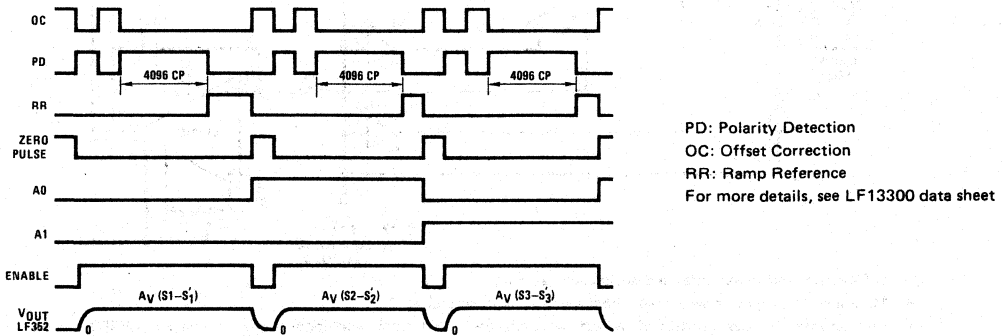 OC
PD
4096 CP
4096 CP
4096 CP
RR
ZERO
PULSE
A0
A1
ENABLE
AV (S1–S'1)
AV (S2–S'2)
AV (S3–S'3)
VOUT
LF352
0
0
0
PD: Polarity Detection
OC: Offset Correction
RR: Ramp Reference
For more details, see LF13300 data sheet